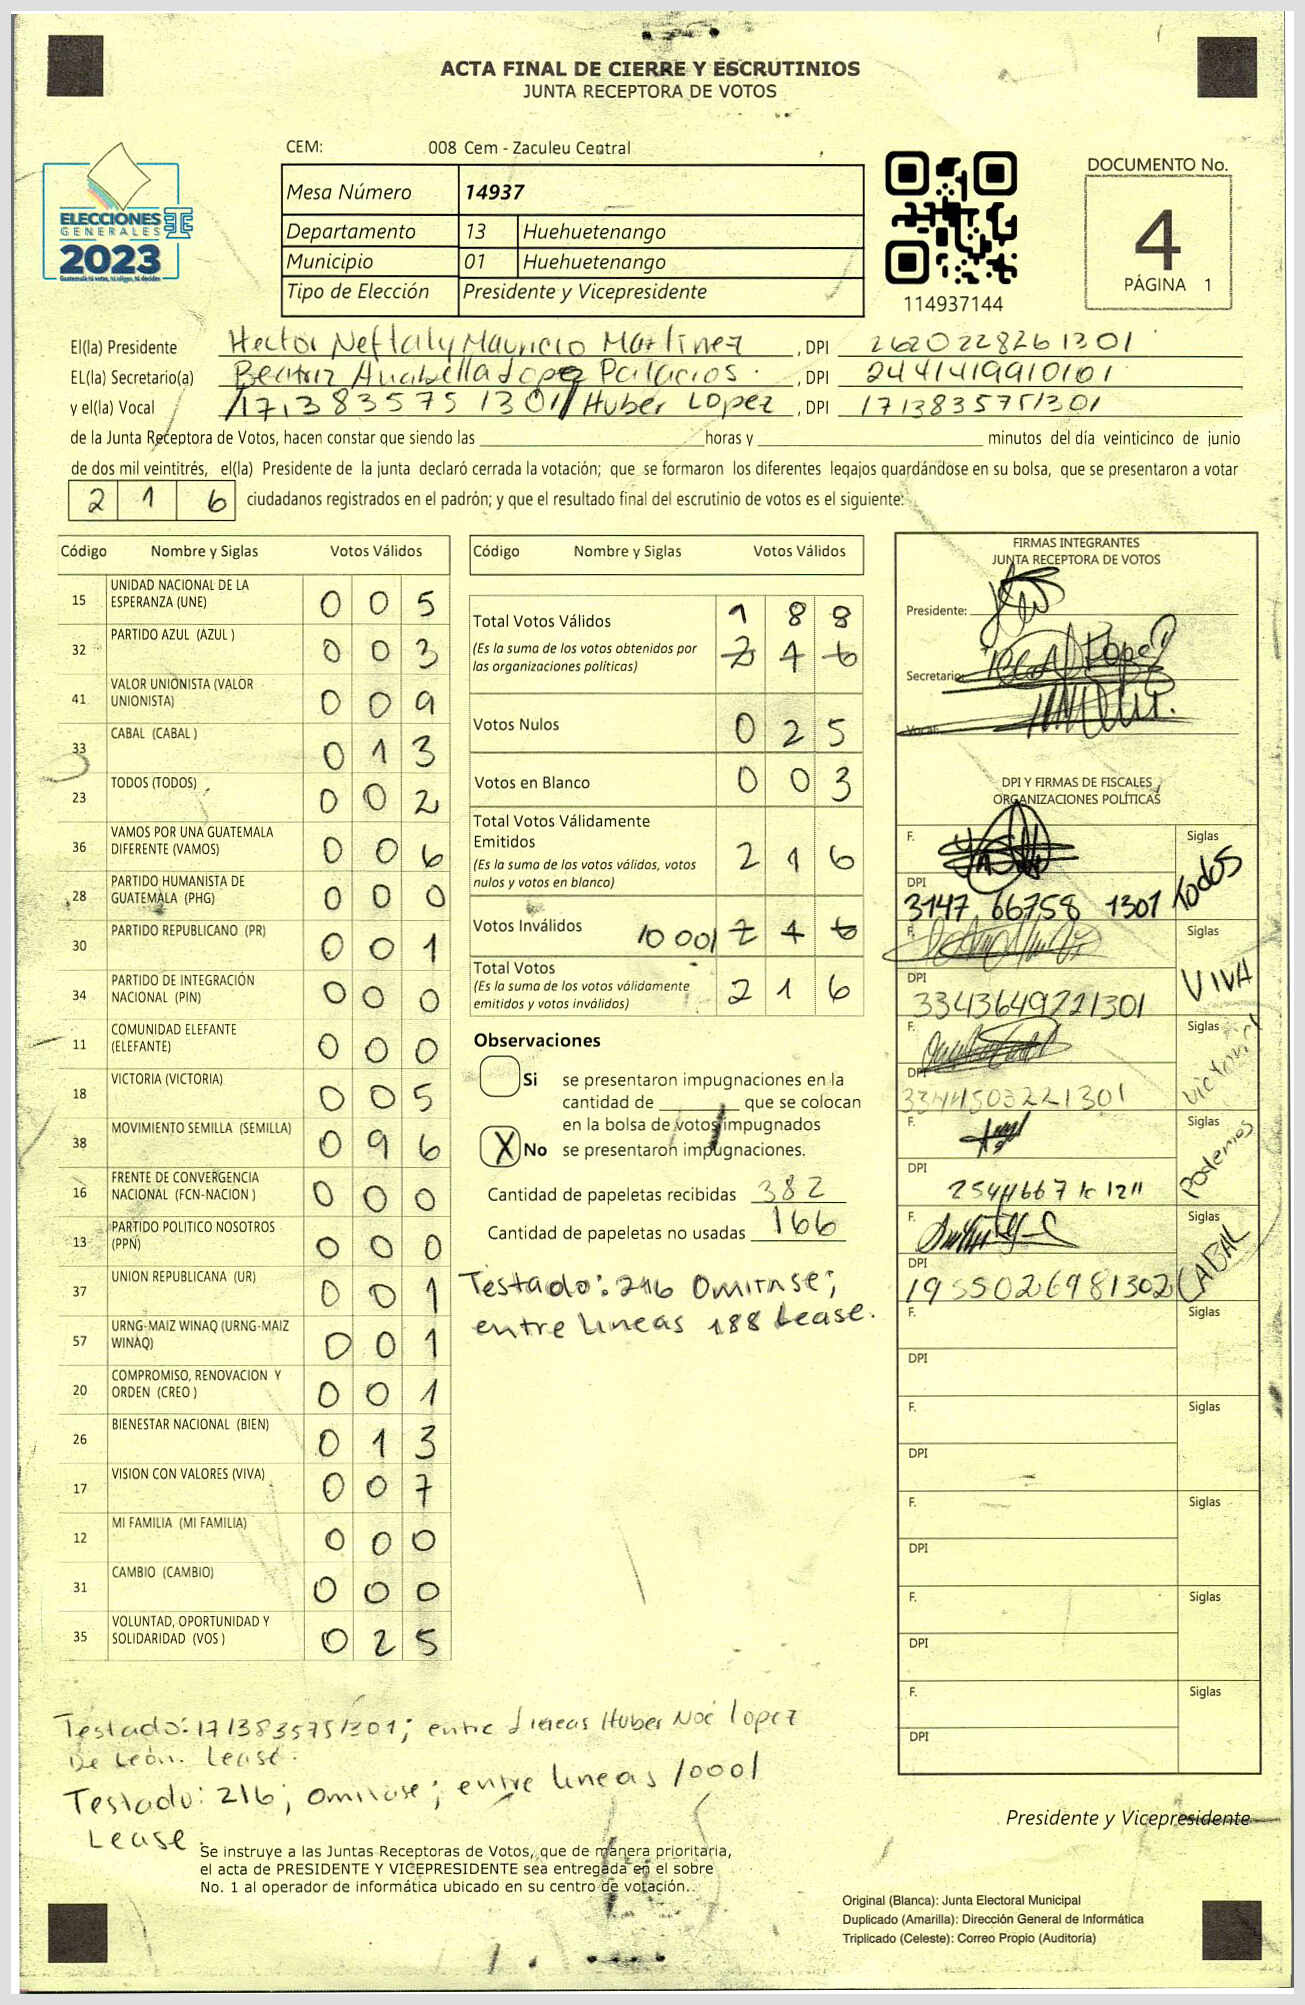 ACTA FINAL DE CIERRE Y ESCRUTINIOS
JUNTA RECEPTORA DE VOTOS
ELECCIONES
GENERALES
2023
CEM: 008 Cem - Zaculeu Central
Mesa Número 14937
Departamento 13 Huehuetenango
Municipio 01 Huehuetenango
Tipo de Elección Presidente y Vicepresidente
114937144
DOCUMENTO No.
4
PÁGINA 1
El(la) Presidente Hector Neftaly Mauricio Martinez, DPI 2620228261301
EL(la) Secretario(a) Beatriz Anabella Lopez Palacios., DPI 2441419910101
y el(la) Vocal /1713835751301/ Huber Lopez, DPI 1713835751301
de la Junta Receptora de Votos, hacen constar que siendo las horas y minutos del día veinticinco de junio
de dos mil veintitrés, el(la) Presidente de la junta declaró cerrada la votación; que se formaron los diferentes legajos guardándose en su bolsa, que se presentaron a votar
216 ciudadanos registrados en el padrón; y que el resultado final del escrutinio de votos es el siguiente:
Código Nombre y Siglas Votos Válidos
15 UNIDAD NACIONAL DE LA ESPERANZA (UNE) 0 0 5
32 PARTIDO AZUL (AZUL ) 0 0 3
41 VALOR UNIONISTA (VALOR UNIONISTA) 0 0 9
33 CABAL (CABAL ) 0 1 3
23 TODOS (TODOS) 0 0 2
36 VAMOS POR UNA GUATEMALA DIFERENTE (VAMOS) 0 0 6
28 PARTIDO HUMANISTA DE GUATEMALA (PHG) 0 0 0
30 PARTIDO REPUBLICANO (PR) 0 0 1
34 PARTIDO DE INTEGRACIÓN NACIONAL (PIN) 0 0 0
11 COMUNIDAD ELEFANTE (ELEFANTE) 0 0 0
18 VICTORIA (VICTORIA) 0 0 5
38 MOVIMIENTO SEMILLA (SEMILLA) 0 9 6
16 FRENTE DE CONVERGENCIA NACIONAL (FCN-NACION ) 0 0 0
13 PARTIDO POLITICO NOSOTROS (PPN) 0 0 0
37 UNION REPUBLICANA (UR) 0 0 1
57 URNG-MAIZ WINAQ (URNG-MAIZ WINAQ) 0 0 1
20 COMPROMISO, RENOVACION Y ORDEN (CREO ) 0 0 1
26 BIENESTAR NACIONAL (BIEN) 0 1 3
17 VISION CON VALORES (VIVA) 0 0 7
12 MI FAMILIA (MI FAMILIA) 0 0 0
31 CAMBIO (CAMBIO) 0 0 0
35 VOLUNTAD, OPORTUNIDAD Y SOLIDARIDAD (VOS ) 0 2 5
Código Nombre y Siglas Votos Válidos
Total Votos Válidos 1 8 8
(Es la suma de los votos obtenidos por las organizaciones políticas) 2 1 6
Votos Nulos 0 2 5
Votos en Blanco 0 0 3
Total Votos Válidamente Emitidos 2 1 6
(Es la suma de los votos válidos, votos nulos y votos en blanco)
Votos Inválidos 10001 2 1 6
Total Votos 2 1 6
(Es la suma de los votos válidamente emitidos y votos inválidos)
Observaciones
Si se presentaron impugnaciones en la
cantidad de que se colocan
en la bolsa de votos impugnados
X No se presentaron impugnaciones.
Cantidad de papeletas recibidas 382
Cantidad de papeletas no usadas 166
Testado: 216 Omitase;
entre lineas 188 Lease.
FIRMAS INTEGRANTES
JUNTA RECEPTORA DE VOTOS
Presidente:
Secretario:
Vocal:
DPI Y FIRMAS DE FISCALES
ORGANIZACIONES POLÍTICAS
F. Siglas Todos
DPI 3147 66758 1301
F. Siglas VIVA
DPI 3343649721301
F. Siglas Victoria
DPI 3344503221301
F. Siglas Podemos
DPI
F. Siglas CABAL
DPI 1955026981302
F. Siglas
DPI
F. Siglas
DPI
F. Siglas
DPI
F. Siglas
DPI
F. Siglas
DPI
Testado: 1713835751301; entre lineas Huber Noé lopez
De León. Lease.
Testado: 216; omitase; entre lineas /0001
Lease.
Presidente y Vicepresidente
Se instruye a las Juntas Receptoras de Votos, que de manera prioritaria,
el acta de PRESIDENTE Y VICEPRESIDENTE sea entregada en el sobre
No. 1 al operador de informática ubicado en su centro de votación.
Original (Blanca): Junta Electoral Municipal
Duplicado (Amarilla): Dirección General de Informática
Triplicado (Celeste): Correo Propio (Auditoría)